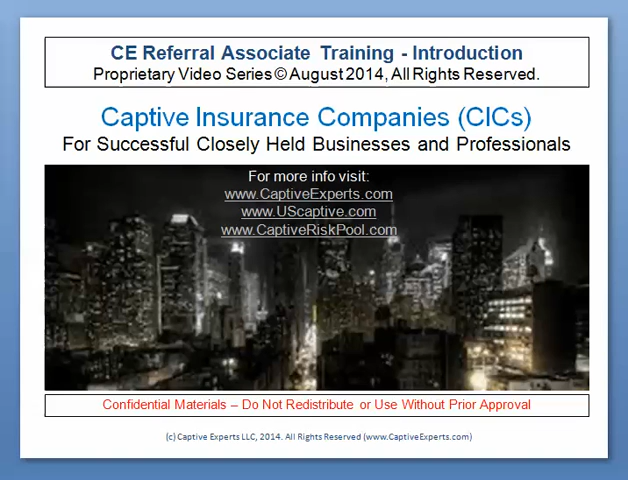 CE Referral Associate Training - Introduction
Proprietary Video Series © August 2014, All Rights Reserved.
Captive Insurance Companies (CICs)
For Successful Closely Held Businesses and Professionals
For more info visit:
www.CaptiveExperts.com
www.UScaptive.com
www.CaptiveRiskPool.com
Confidential Materials – Do Not Redistribute or Use Without Prior Approval
(c) Captive Experts LLC, 2014. All Rights Reserved (www.CaptiveExperts.com)